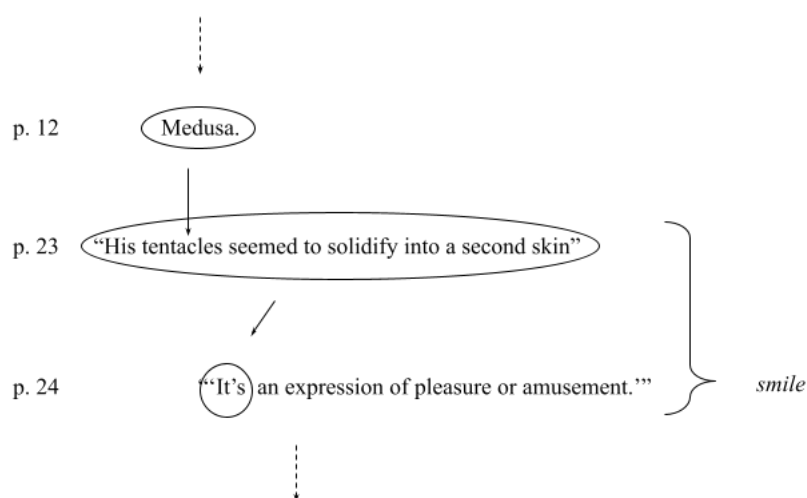 p. 12 Medusa.
p. 23 “His tentacles seemed to solidify into a second skin”
p. 24 “‘It’s an expression of pleasure or amusement.’” smile